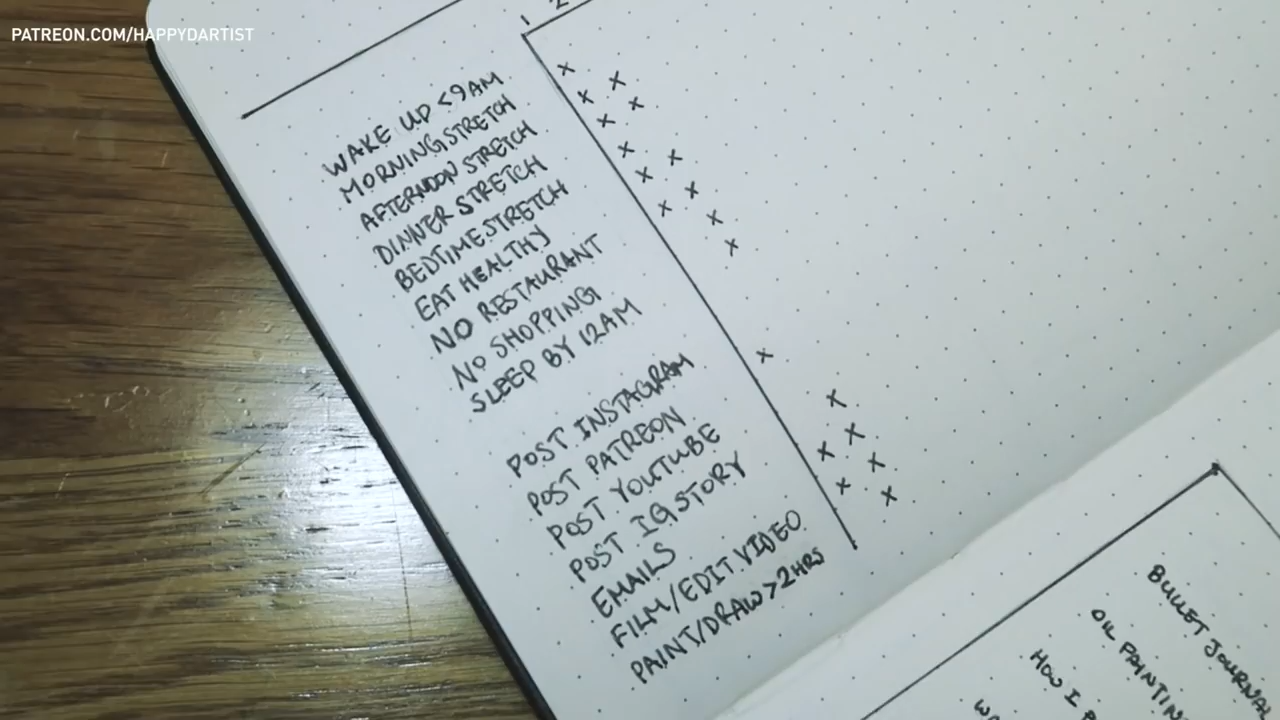 PATREON.COM/HAPPYDARTIST
1 2
WAKE UP <9AM
MORNING STRETCH
AFTERNOON STRETCH
DINNER STRETCH
BEDTIME STRETCH
EAT HEALTHY
NO RESTAURANT
NO SHOPPING
SLEEP BY 12AM
POST INSTAGRAM
POST PATREON
POST YOUTUBE
POST IG STORY
EMAILS
FILM/EDIT VIDEO
PAINT/DRAW >2HRS
BULLET JOURNAL
OIL PAINTIN
HOW I